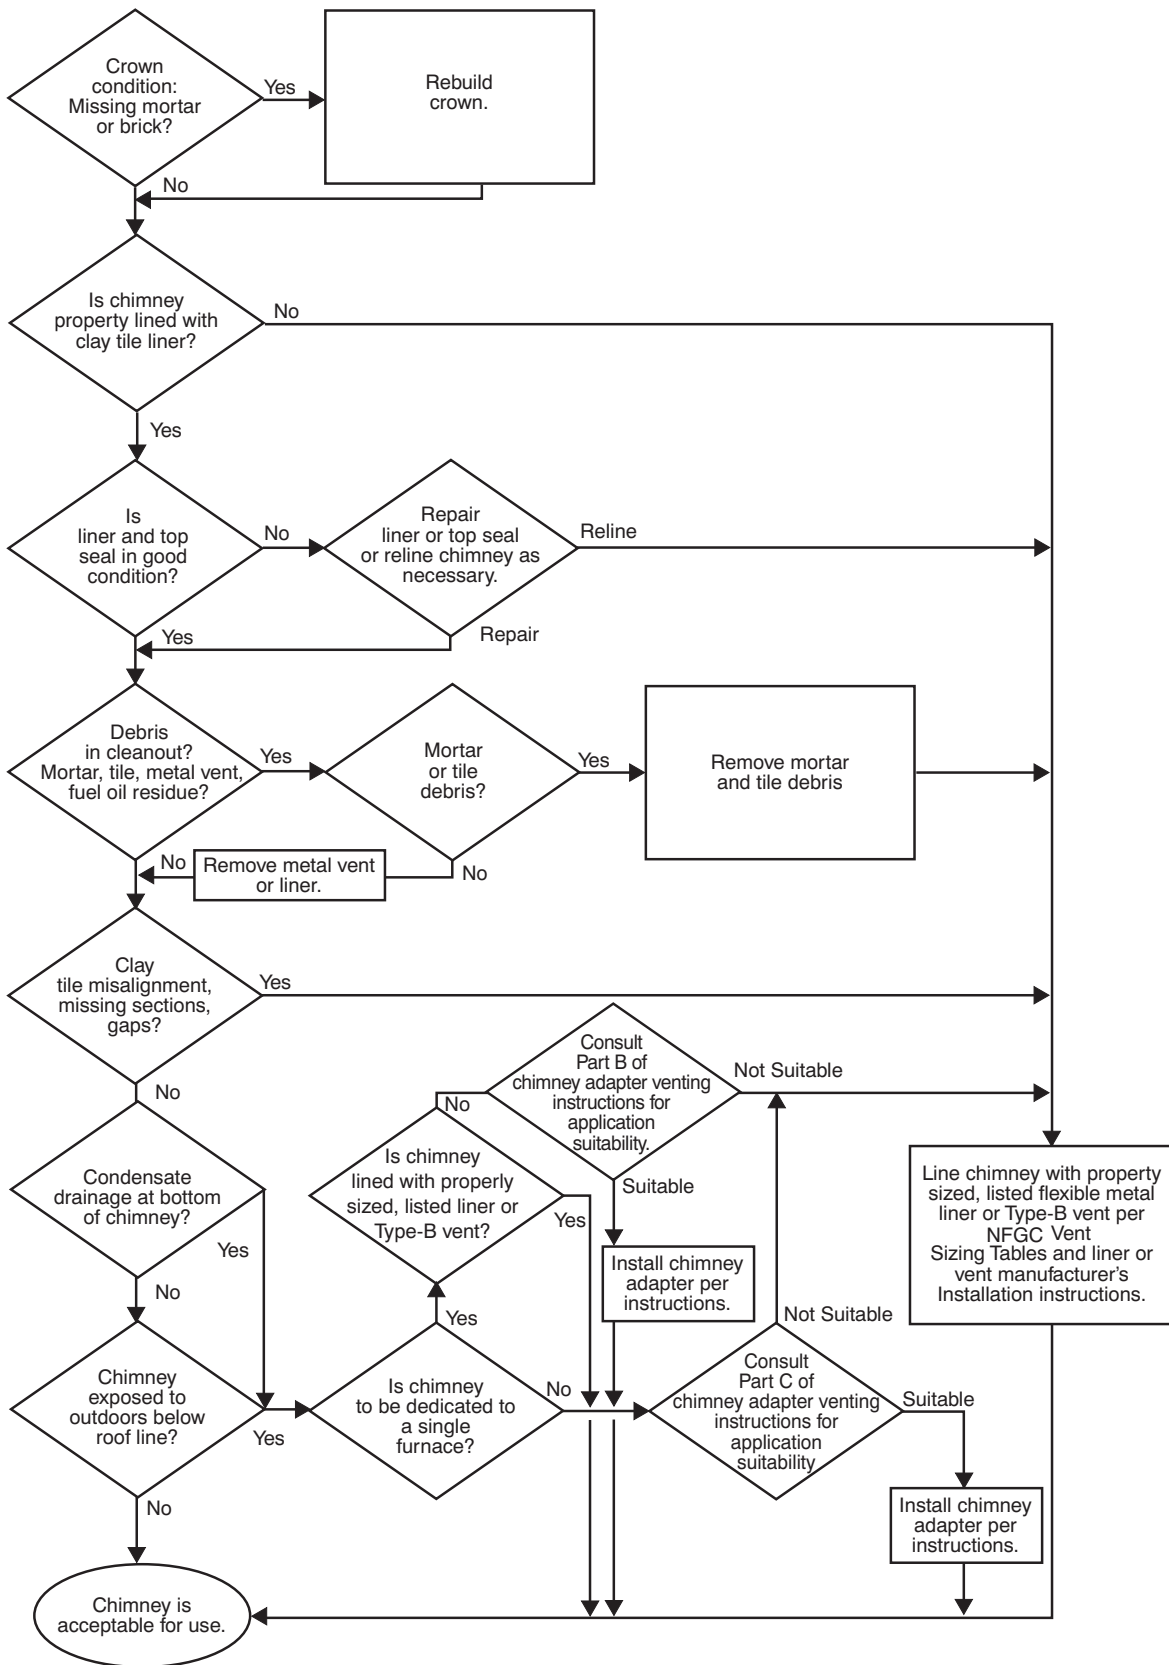 Crown
condition:
Missing mortar
or brick?
Yes
Rebuild
crown.
No
Is chimney
property lined with
clay tile liner?
No
Yes
Is
liner and top
seal in good
condition?
No
Repair
liner or top seal
or reline chimney as
necessary.
Reline
Yes
Repair
Debris
in cleanout?
Mortar, tile, metal vent,
fuel oil residue?
Yes
Mortar
or tile
debris?
Yes
Remove mortar
and tile debris
No
Remove metal vent
or liner.
No
Clay
tile misalignment,
missing sections,
gaps?
Yes
No
Consult
Part B of
chimney adapter venting
instructions for
application
suitability.
Not Suitable
Suitable
No
Is chimney
lined with properly
sized, listed liner or
Type-B vent?
Yes
Condensate
drainage at bottom
of chimney?
Yes
No
Install chimney
adapter per
instructions.
Line chimney with property
sized, listed flexible metal
liner or Type-B vent per
NFGC Vent
Sizing Tables and liner or
vent manufacturer's
Installation instructions.
Yes
Not Suitable
Chimney
exposed to
outdoors below
roof line?
Yes
Is chimney
to be dedicated to
a single
furnace?
No
Consult
Part C of
chimney adapter venting
instructions for
application
suitability
Suitable
No
Install chimney
adapter per
instructions.
Chimney is
acceptable for use.